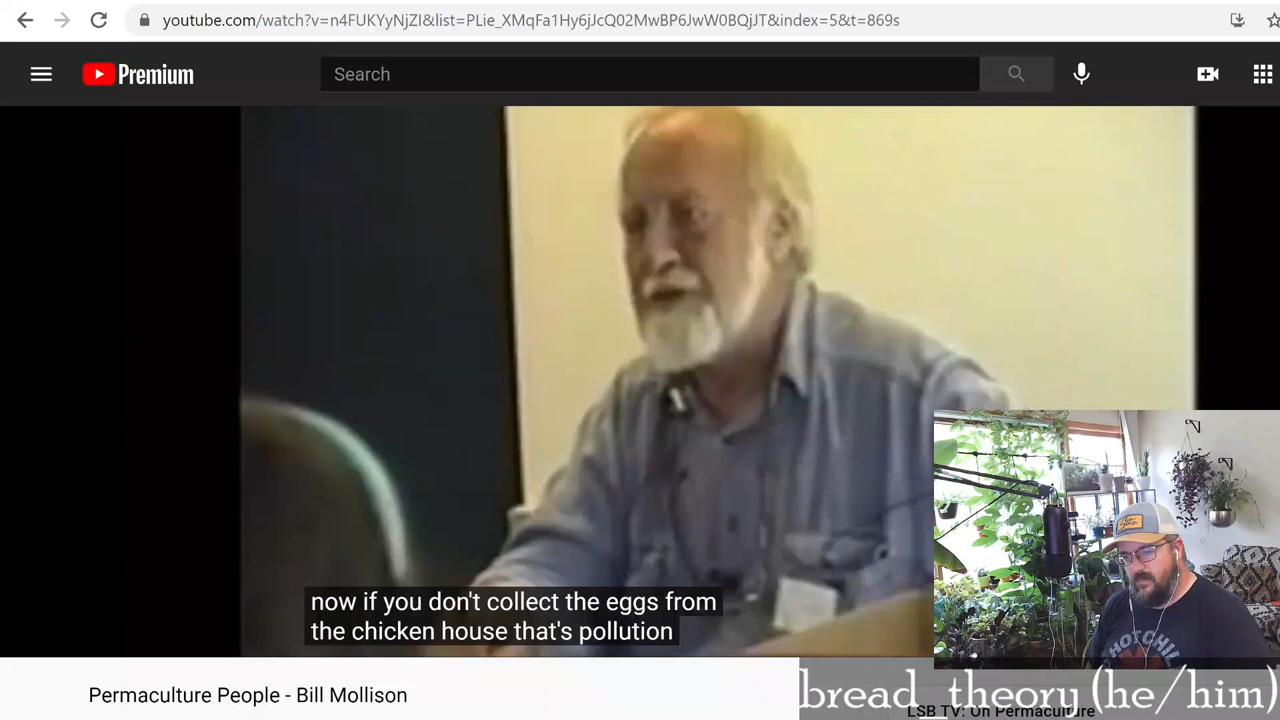 youtube.com/watch?v=n4FUKYyNjZI&list=PLie_XMqFa1Hy6jJcQ02MwBP6JwW0BQjJT&index=5&t=869s
Premium
Search
now if you don't collect the eggs from
the chicken house that's pollution
HOTCHIL
Permaculture People - Bill Mollison
bread_theory (he/him)
LSB TV: On Permaculture